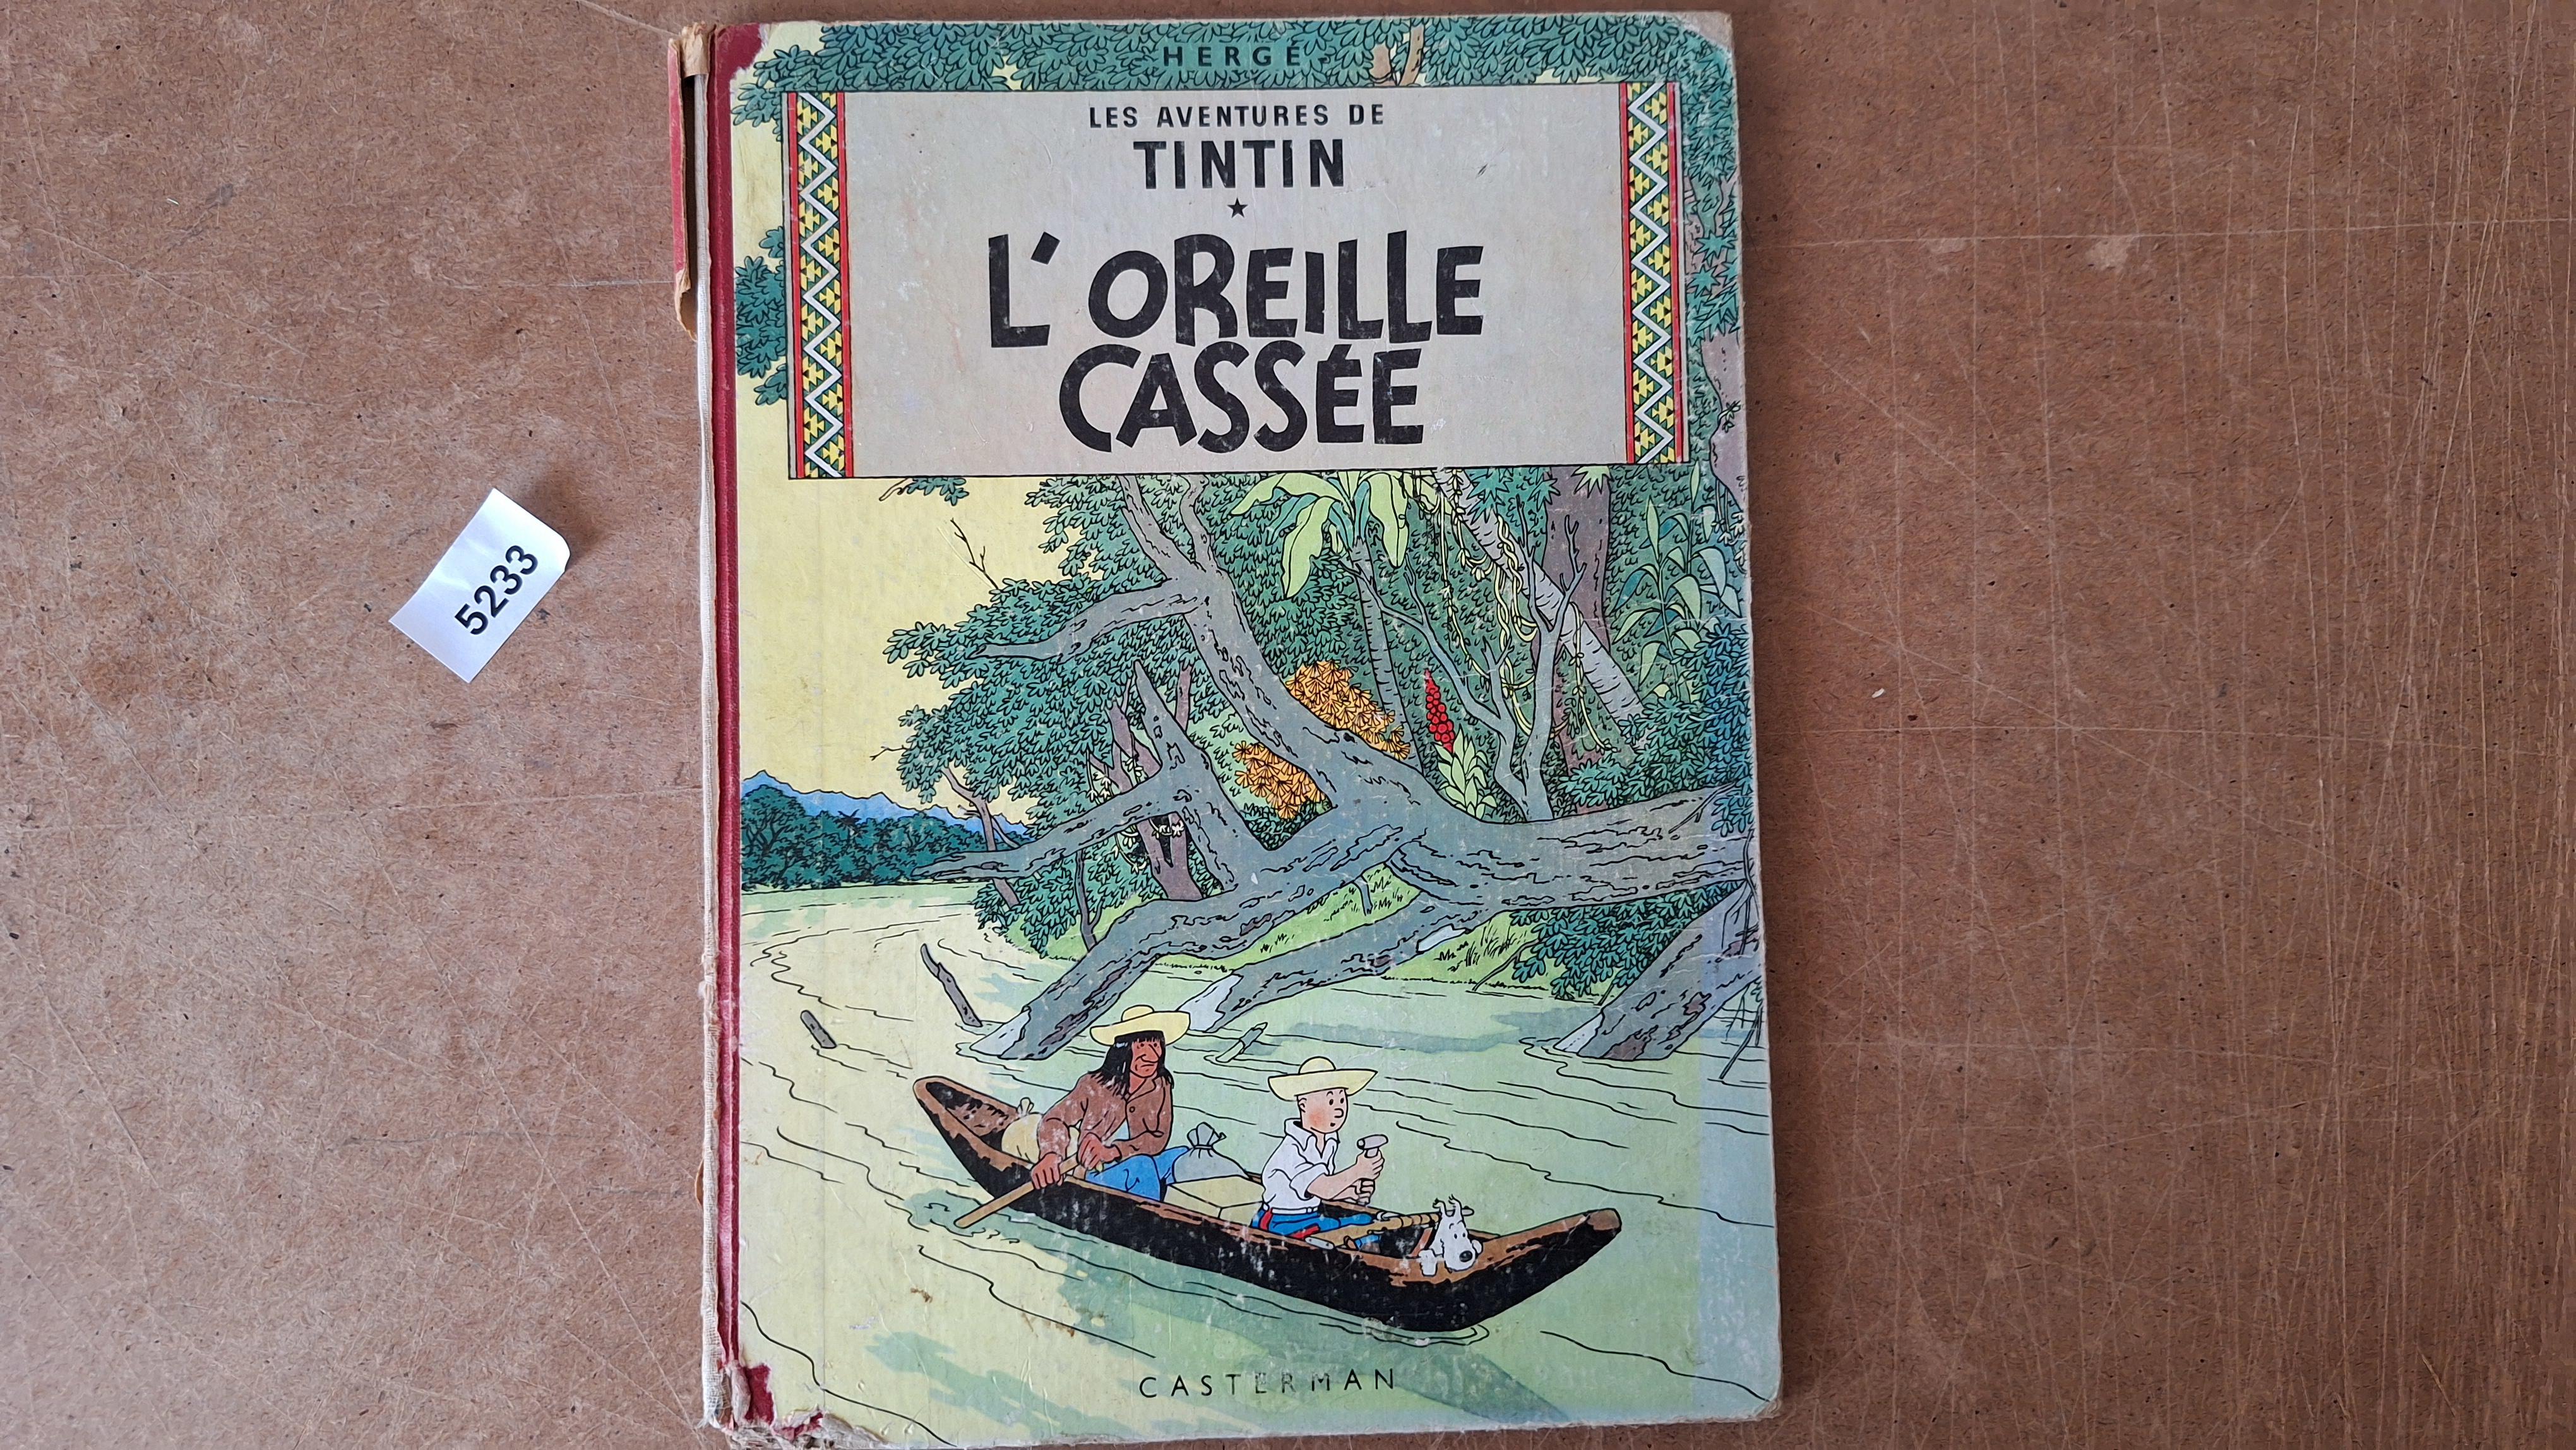 HERGÉ
LES AVENTURES DE
TINTIN
★
L'OREILLE
CASSÉE
5233
CASTERMAN